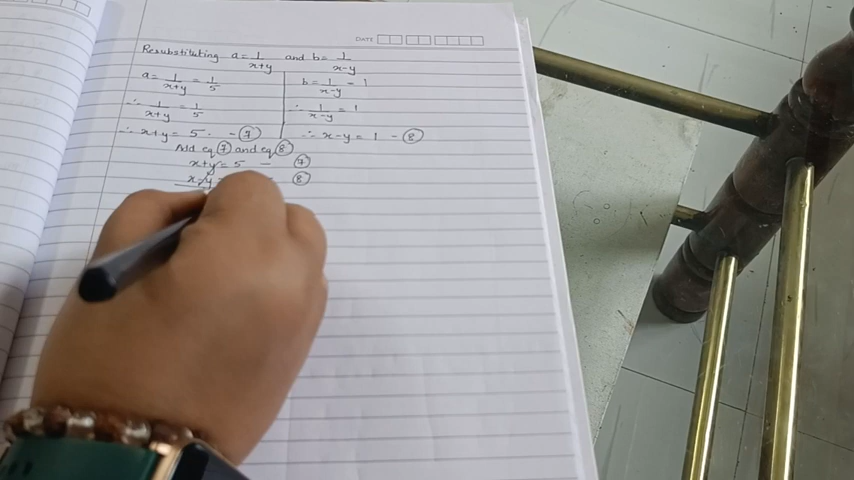 DATE
Resubstituting a = 1/x+y and b = 1/x-y
a = 1/x+y = 1/5
∴ 1/x+y = 1/5
∴ x+y = 5. - ⑦
b = 1/x-y = 1
∴ 1/x-y = 1
∴ x-y = 1 - ⑧
Add eq ⑦ and eq ⑧
x+y = 5 - ⑦
x-y = - ⑧